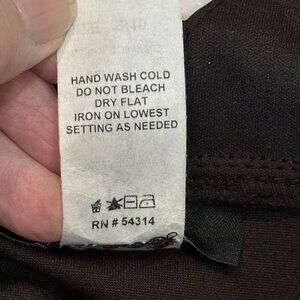 HAND WASH COLD
DO NOT BLEACH
DRY FLAT
IRON ON LOWEST
SETTING AS NEEDED
RN # 54314